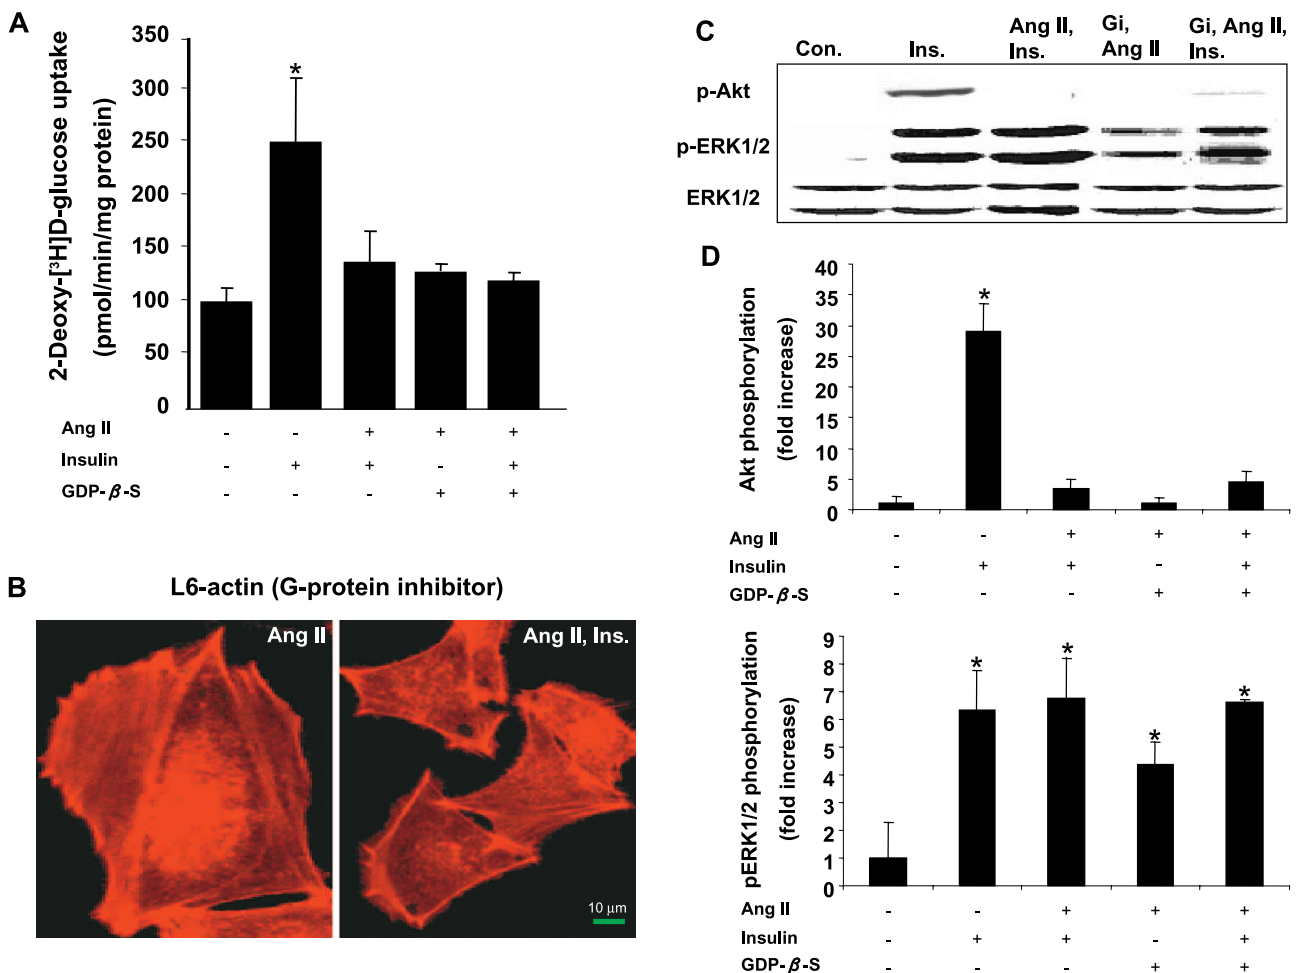 A
2-Deoxy-[³H]D-glucose uptake
(pmol/min/mg protein)
350
300
250
200
150
100
50
0
*
Ang II - - + + +
Insulin - + + - +
GDP-β-S - - - + +
B
L6-actin (G-protein inhibitor)
Ang II
Ang II, Ins.
10 μm
C
Con.
Ins.
Ang II,
Ins.
Gi,
Ang II
Gi, Ang II,
Ins.
p-Akt
p-ERK1/2
ERK1/2
D
Akt phosphorylation
(fold increase)
40
35
30
25
20
15
10
5
0
*
Ang II - - + + +
Insulin - + + - +
GDP-β-S - - - + +
pERK1/2 phosphorylation
(fold increase)
9
8
7
6
5
4
3
2
1
0
* * * *
Ang II - - + + +
Insulin - + + - +
GDP-β-S - - - + +